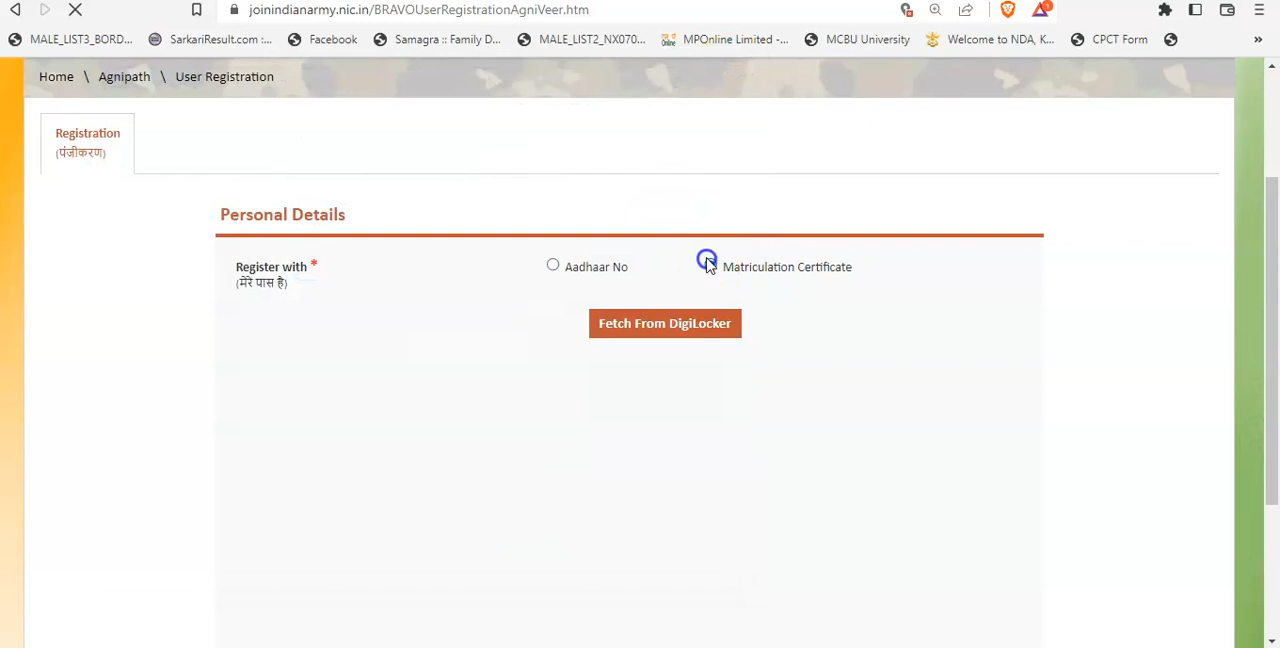 joinindianarmy.nic.in/BRAVOUserRegistrationAgniVeer.htm
1
MALE_LIST3_BORD...
SarkariResult.com :...
Facebook
Samagra :: Family D...
MALE_LIST2_NX070...
MPOnline Limited -...
MCBU University
Welcome to NDA, K...
CPCT Form
»
Home \ Agnipath \ User Registration
Registration
(पंजीकरण)
Personal Details
Register with *
(मेरे पास है)
Aadhaar No
Matriculation Certificate
Fetch From DigiLocker